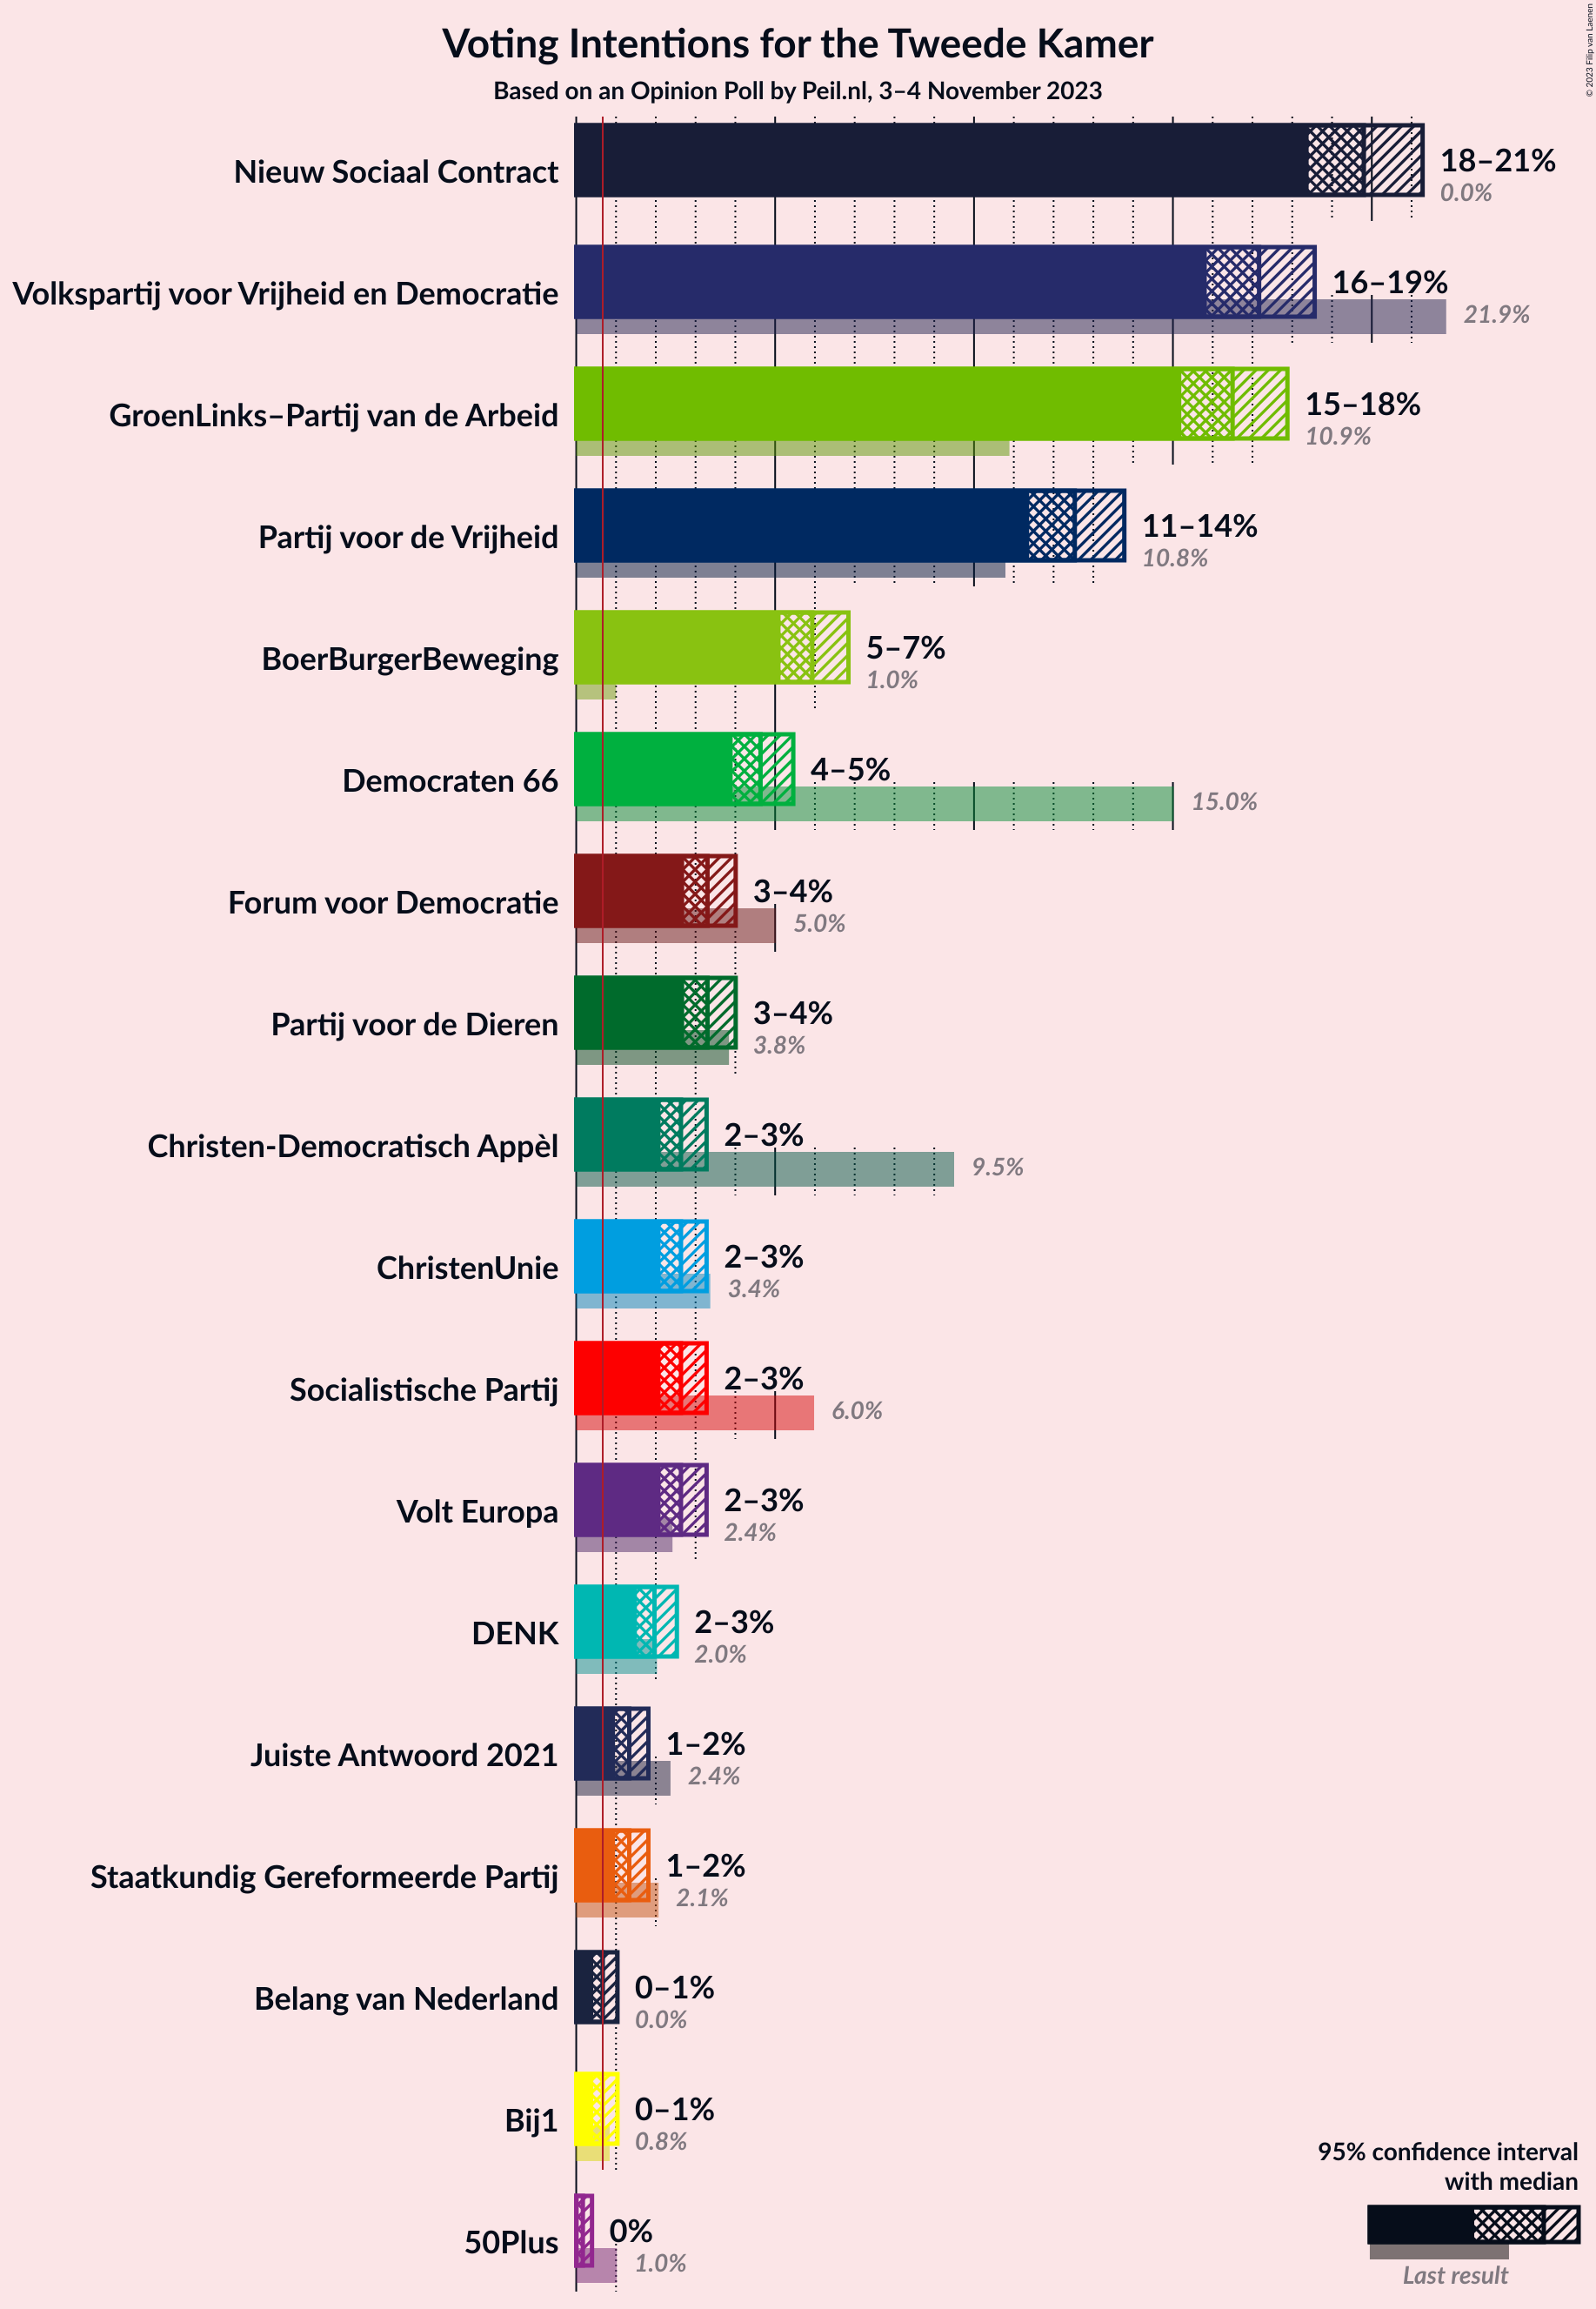 Voting Intentions for the Tweede Kamer
Based on an Opinion Poll by Peil.nl, 3–4 November 2023
© 2023 Filip van Laenen
Nieuw Sociaal Contract
18–21%
0.0%
Volkspartij voor Vrijheid en Democratie
16–19%
21.9%
GroenLinks–Partij van de Arbeid
15–18%
10.9%
Partij voor de Vrijheid
11–14%
10.8%
BoerBurgerBeweging
5–7%
1.0%
Democraten 66
4–5%
15.0%
Forum voor Democratie
3–4%
5.0%
Partij voor de Dieren
3–4%
3.8%
Christen-Democratisch Appèl
2–3%
9.5%
ChristenUnie
2–3%
3.4%
Socialistische Partij
2–3%
6.0%
Volt Europa
2–3%
2.4%
DENK
2–3%
2.0%
Juiste Antwoord 2021
1–2%
2.4%
Staatkundig Gereformeerde Partij
1–2%
2.1%
Belang van Nederland
0–1%
0.0%
Bij1
0–1%
0.8%
50Plus
0%
1.0%
95% confidence interval
with median
Last result